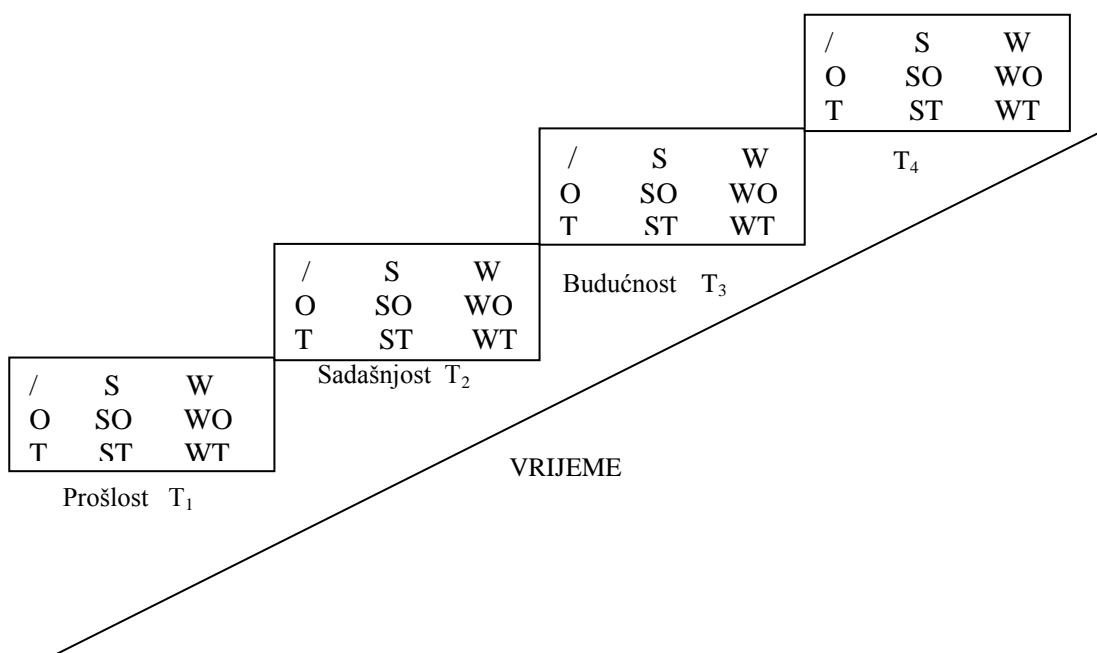 / S W
O SO WO
T ST WT
T₄
/ S W
O SO WO
T ST WT
Budućnost T₃
/ S W
O SO WO
T ST WT
Sadašnjost T₂
/ S W
O SO WO
T ST WT
Prošlost T₁
VRIJEME